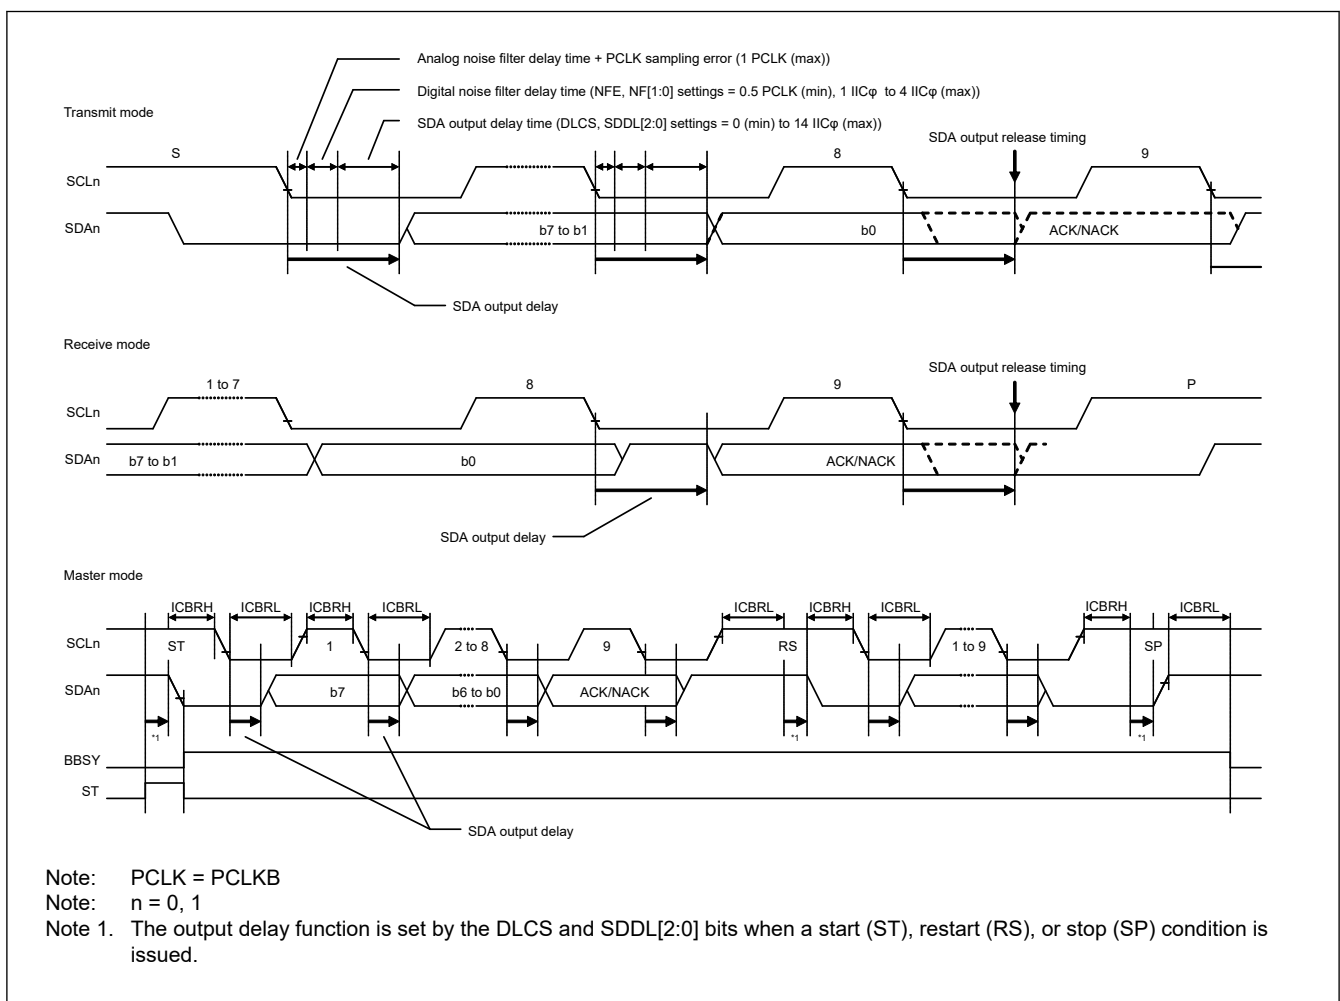 Analog noise filter delay time + PCLK sampling error (1 PCLK (max))
Digital noise filter delay time (NFE, NF[1:0] settings = 0.5 PCLK (min), 1 IICφ to 4 IICφ (max))
Transmit mode
SDA output delay time (DLCS, SDDL[2:0] settings = 0 (min) to 14 IICφ (max))
SDA output release timing
S 8 9
SCLn
SDAn
b7 to b1 b0 ACK/NACK
SDA output delay
Receive mode
SDA output release timing
1 to 7 8 9 P
SCLn
SDAn
b7 to b1 b0 ACK/NACK
SDA output delay
Master mode
ICBRH ICBRL ICBRH ICBRL ICBRL ICBRH ICBRL ICBRH ICBRL
SCLn ST 1 2 to 8 9 RS 1 to 9 SP
SDAn b7 b6 to b0 ACK/NACK
*1 *1 *1
BBSY
ST
SDA output delay
Note: PCLK = PCLKB
Note: n = 0, 1
Note 1. The output delay function is set by the DLCS and SDDL[2:0] bits when a start (ST), restart (RS), or stop (SP) condition is
issued.